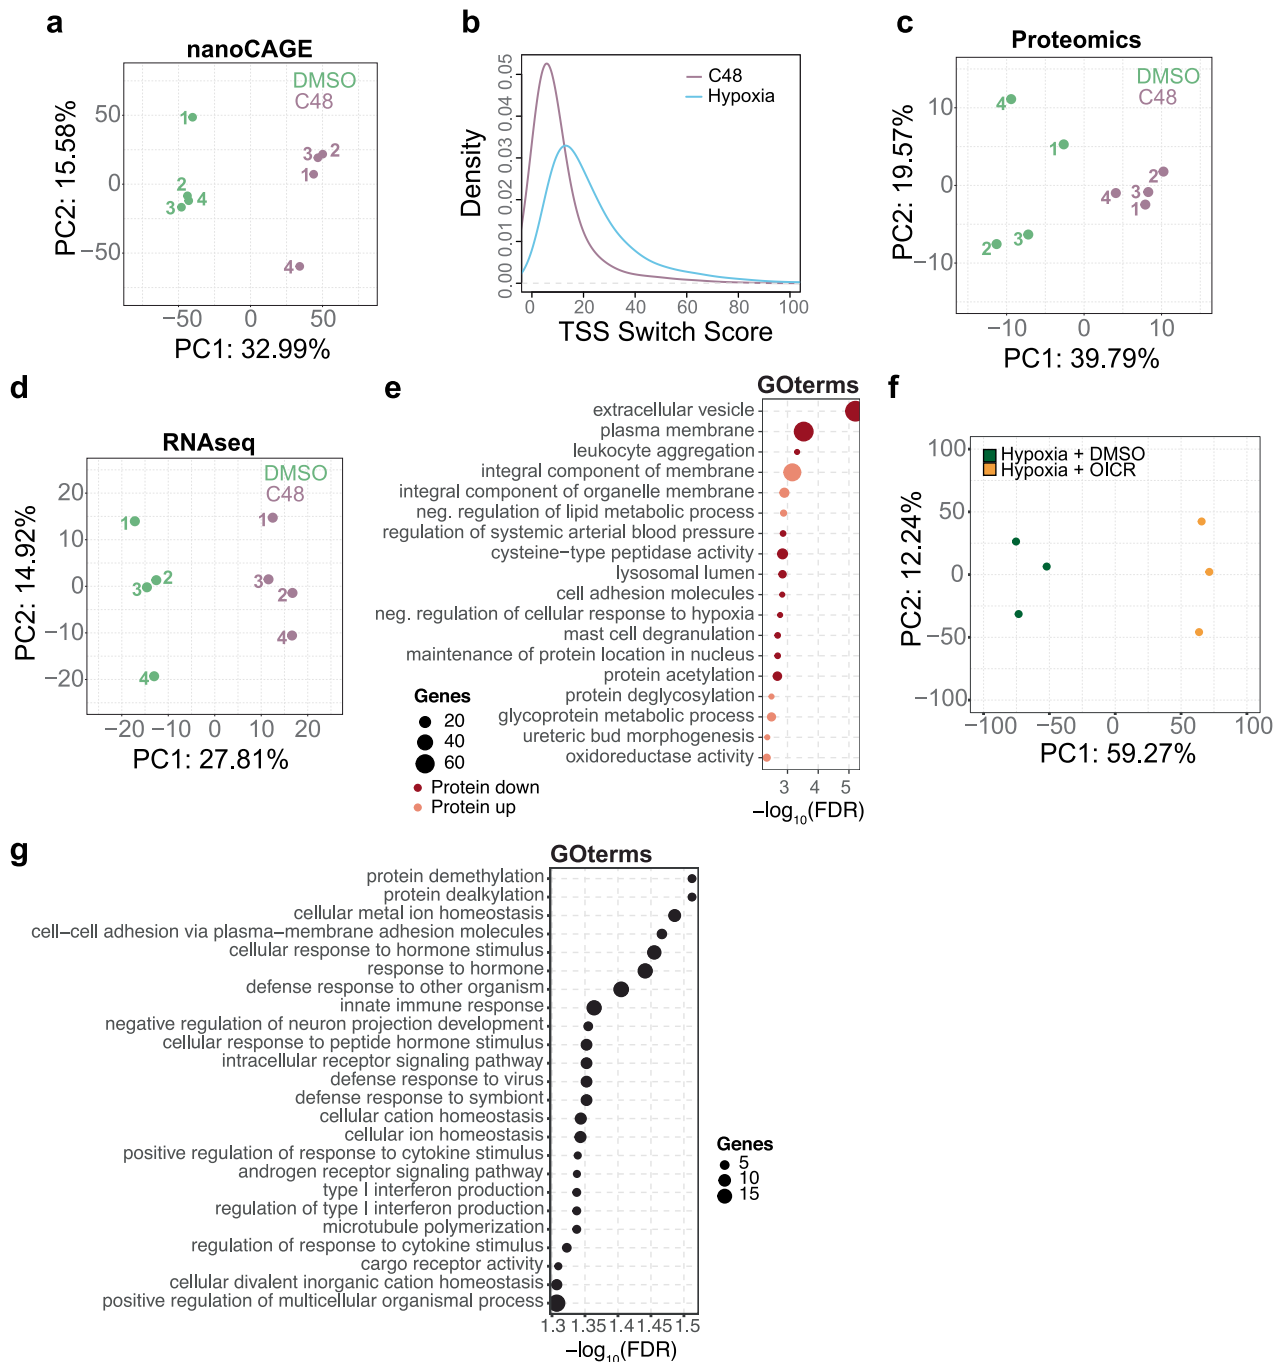 a
nanoCAGE
DMSO
C48
1
2
4
3
3
2
1
4
50
0
−50
−50
0
50
PC1: 32.99%
PC2: 15.58%
b
C48
Hypoxia
Density
0.00
0.01
0.02
0.03
0.04
0.05
0
20
40
60
80
100
TSS Switch Score
c
Proteomics
DMSO
C48
4
1
2
3
2
4
3
1
10
0
−10
−10
0
10
PC1: 39.79%
PC2: 19.57%
d
RNAseq
DMSO
C48
1
3
2
4
1
3
2
4
20
10
0
−10
−20
−20
−10
0
10
20
PC1: 27.81%
PC2: 14.92%
e
GOterms
extracellular vesicle
plasma membrane
leukocyte aggregation
integral component of membrane
integral component of organelle membrane
neg. regulation of lipid metabolic process
regulation of systemic arterial blood pressure
cysteine−type peptidase activity
lysosomal lumen
cell adhesion molecules
neg. regulation of cellular response to hypoxia
mast cell degranulation
maintenance of protein location in nucleus
protein acetylation
protein deglycosylation
glycoprotein metabolic process
ureteric bud morphogenesis
oxidoreductase activity
Genes
20
40
60
Protein down
Protein up
3
4
5
−log10(FDR)
f
Hypoxia + DMSO
Hypoxia + OICR
100
50
0
−50
−100
−100
−50
0
50
100
PC1: 59.27%
PC2: 12.24%
g
GOterms
protein demethylation
protein dealkylation
cellular metal ion homeostasis
cell−cell adhesion via plasma−membrane adhesion molecules
cellular response to hormone stimulus
response to hormone
defense response to other organism
innate immune response
negative regulation of neuron projection development
cellular response to peptide hormone stimulus
intracellular receptor signaling pathway
defense response to virus
defense response to symbiont
cellular cation homeostasis
cellular ion homeostasis
positive regulation of response to cytokine stimulus
androgen receptor signaling pathway
type I interferon production
regulation of type I interferon production
microtubule polymerization
regulation of response to cytokine stimulus
cargo receptor activity
cellular divalent inorganic cation homeostasis
positive regulation of multicellular organismal process
Genes
5
10
15
1.3
1.35
1.4
1.45
1.5
−log10(FDR)